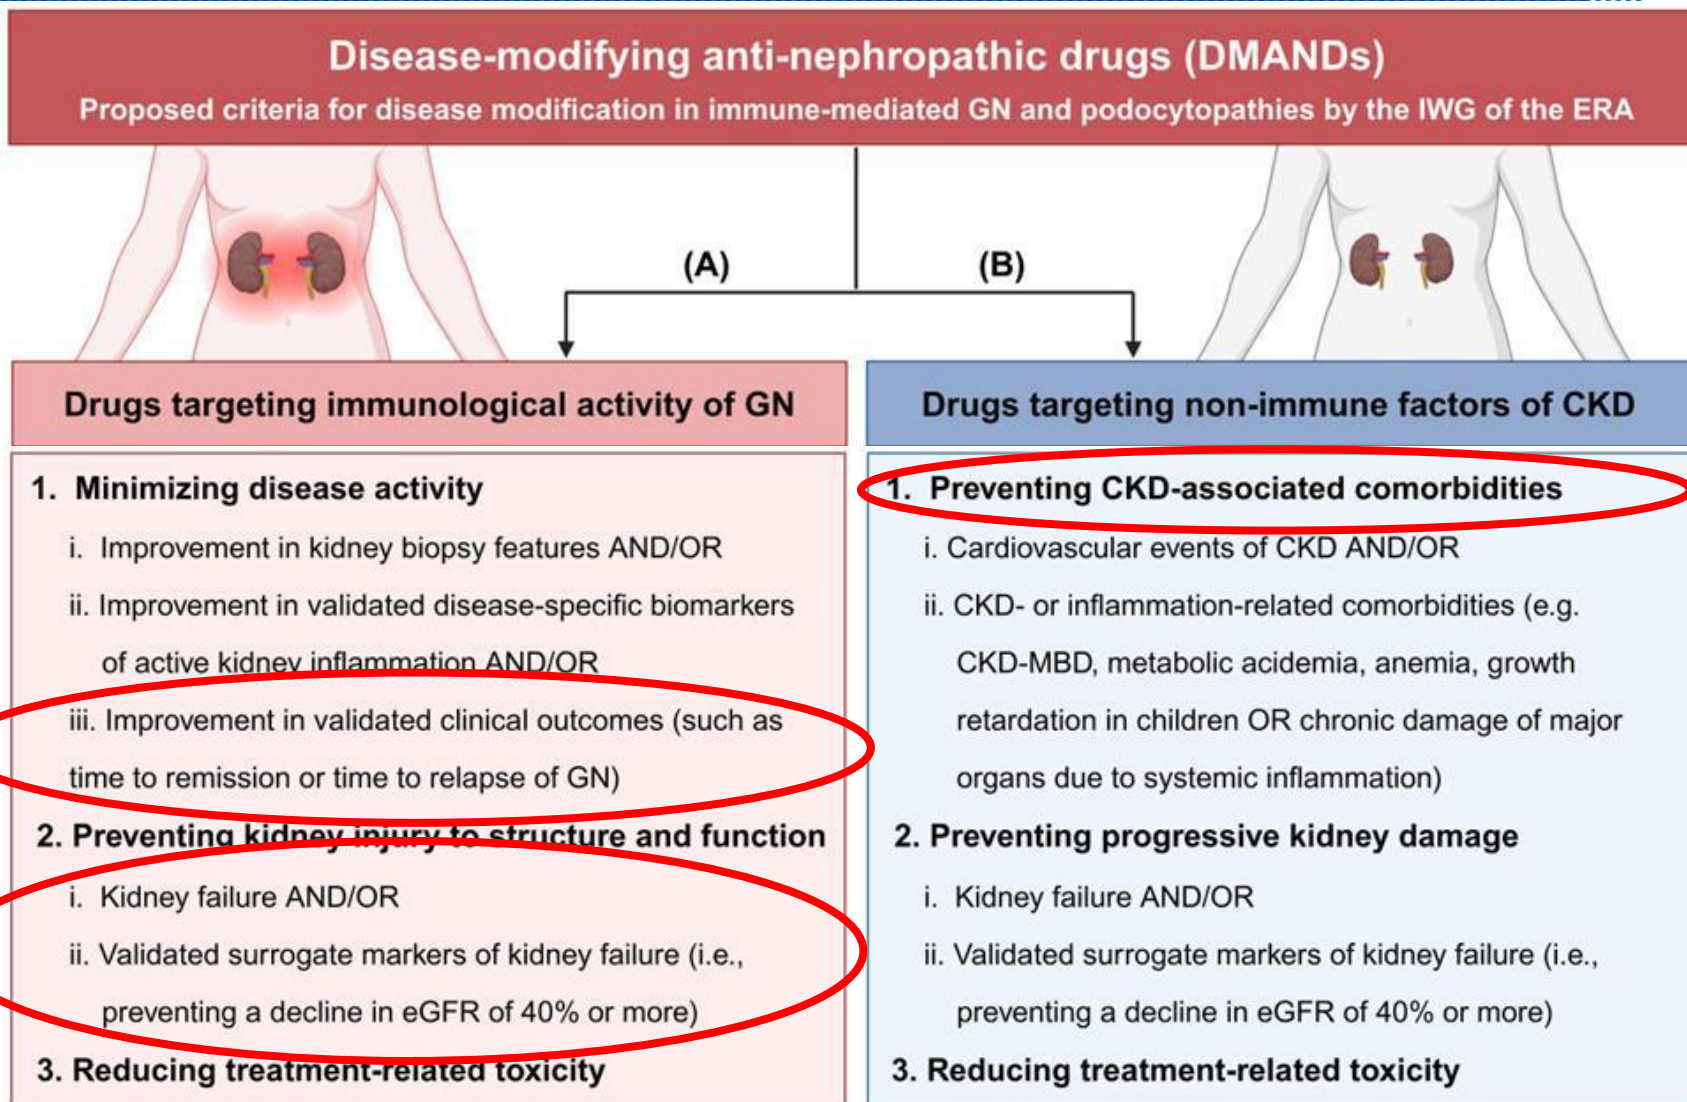 Disease-modifying anti-nephropathic drugs (DMANDs)
Proposed criteria for disease modification in immune-mediated GN and podocytopathies by the IWG of the ERA
(A)
(B)
Drugs targeting immunological activity of GN
1. Minimizing disease activity
i. Improvement in kidney biopsy features AND/OR
ii. Improvement in validated disease-specific biomarkers
of active kidney inflammation AND/OR
iii. Improvement in validated clinical outcomes (such as
time to remission or time to relapse of GN)
2. Preventing kidney injury to structure and function
i. Kidney failure AND/OR
ii. Validated surrogate markers of kidney failure (i.e.,
preventing a decline in eGFR of 40% or more)
3. Reducing treatment-related toxicity
Drugs targeting non-immune factors of CKD
1. Preventing CKD-associated comorbidities
i. Cardiovascular events of CKD AND/OR
ii. CKD- or inflammation-related comorbidities (e.g.
CKD-MBD, metabolic acidemia, anemia, growth
retardation in children OR chronic damage of major
organs due to systemic inflammation)
2. Preventing progressive kidney damage
i. Kidney failure AND/OR
ii. Validated surrogate markers of kidney failure (i.e.,
preventing a decline in eGFR of 40% or more)
3. Reducing treatment-related toxicity